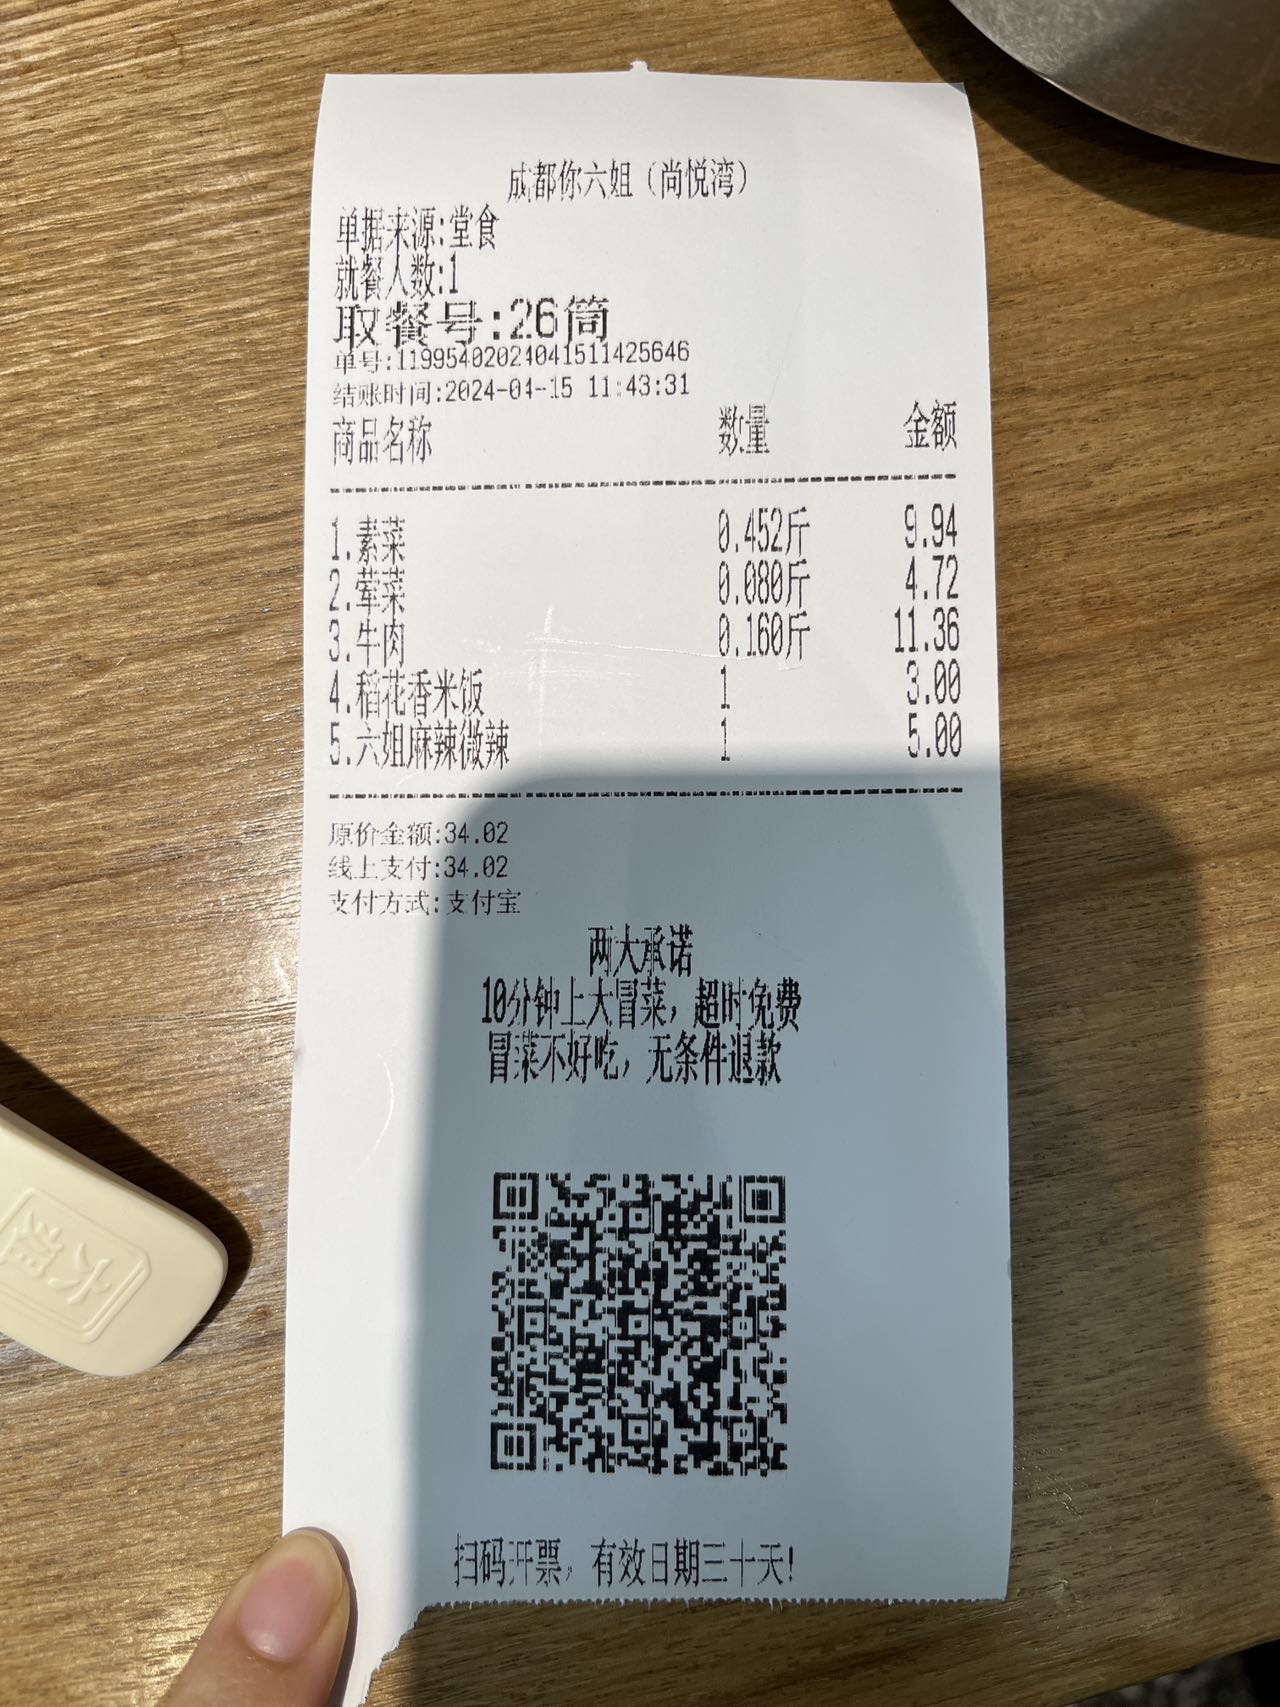 成都你六姐（尚悦湾）
单据来源:堂食
就餐人数:1
取餐号:26筒
单号:11995402024041511425646
结账时间:2024-04-15 11:43:31
商品名称 数量 金额
1.素菜 0.452斤 9.94
2.荤菜 0.080斤 4.72
3.牛肉 0.160斤 11.36
4.稻花香米饭 1 3.00
5.六姐麻辣微辣 1 5.00
原价金额:34.02
线上支付:34.02
支付方式:支付宝
两大承诺
10分钟上大冒菜，超时免费
冒菜不好吃，无条件退款
扫码开票，有效日期三十天!
六姐